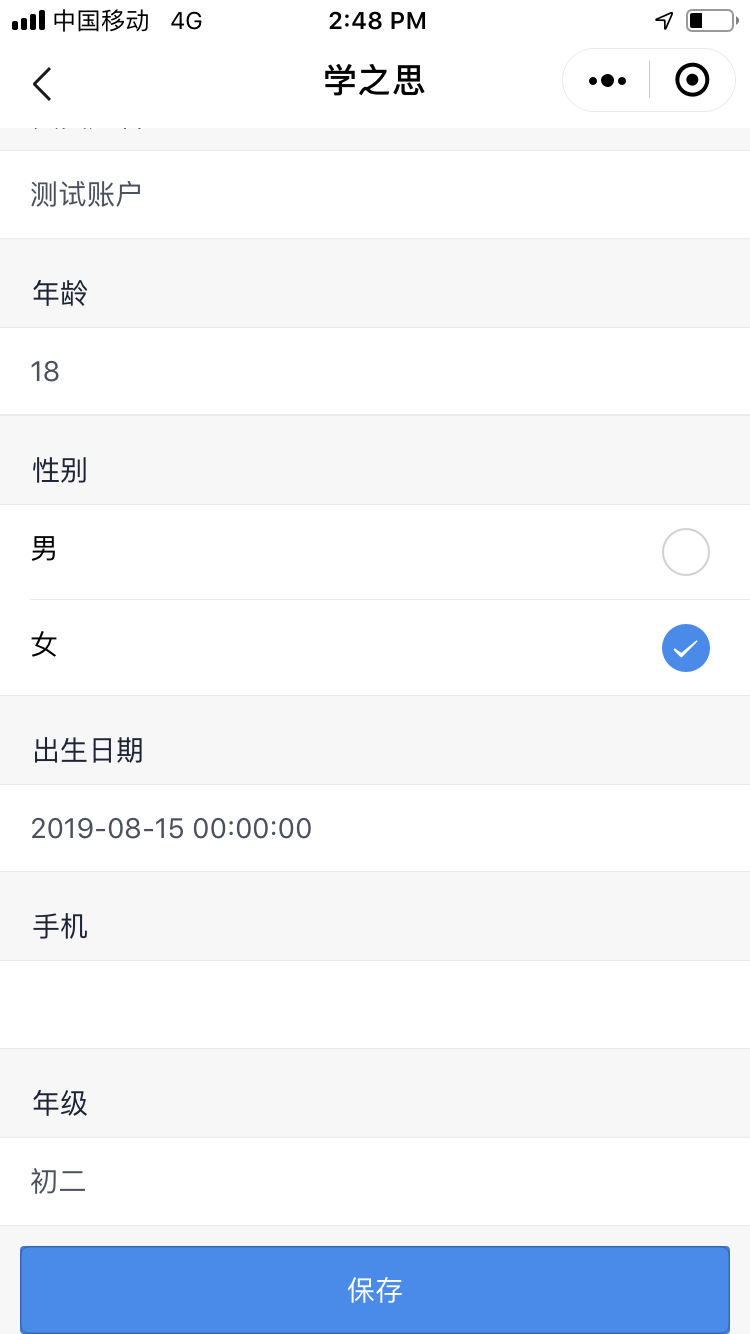 中国移动 4G 2:48 PM
学之思
测试账户
年龄
18
性别
男
女
出生日期
2019-08-15 00:00:00
手机
年级
初二
保存